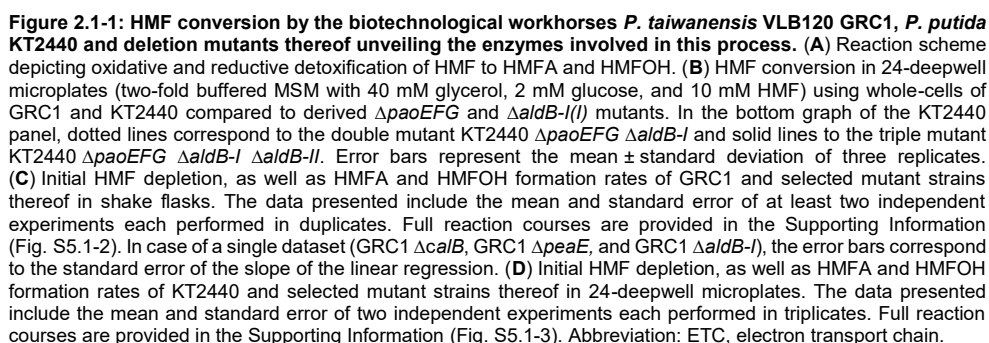 Figure 2.1-1: HMF conversion by the biotechnological workhorses P. taiwanensis VLB120 GRC1, P. putida
KT2440 and deletion mutants thereof unveiling the enzymes involved in this process. (A) Reaction scheme
depicting oxidative and reductive detoxification of HMF to HMFA and HMFOH. (B) HMF conversion in 24-deepwell
microplates (two-fold buffered MSM with 40 mM glycerol, 2 mM glucose, and 10 mM HMF) using whole-cells of
GRC1 and KT2440 compared to derived ΔpaoEFG and ΔaldB-I(I) mutants. In the bottom graph of the KT2440
panel, dotted lines correspond to the double mutant KT2440 ΔpaoEFG ΔaldB-I and solid lines to the triple mutant
KT2440 ΔpaoEFG ΔaldB-I ΔaldB-II. Error bars represent the mean ± standard deviation of three replicates.
(C) Initial HMF depletion, as well as HMFA and HMFOH formation rates of GRC1 and selected mutant strains
thereof in shake flasks. The data presented include the mean and standard error of at least two independent
experiments each performed in duplicates. Full reaction courses are provided in the Supporting Information
(Fig. S5.1-2). In case of a single dataset (GRC1 ΔcalB, GRC1 ΔpeaE, and GRC1 ΔaldB-I), the error bars correspond
to the standard error of the slope of the linear regression. (D) Initial HMF depletion, as well as HMFA and HMFOH
formation rates of KT2440 and selected mutant strains thereof in 24-deepwell microplates. The data presented
include the mean and standard error of two independent experiments each performed in triplicates. Full reaction
courses are provided in the Supporting Information (Fig. S5.1-3). Abbreviation: ETC, electron transport chain.